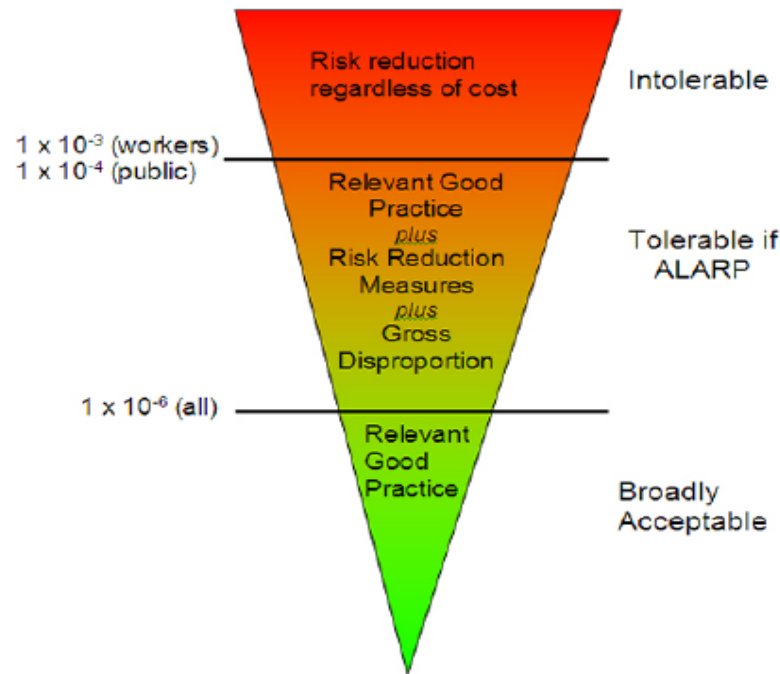 Risk reduction
regardless of cost
Intolerable
1 x 10⁻³ (workers)
1 x 10⁻⁴ (public)
Relevant Good
Practice
plus
Risk Reduction
Measures
plus
Gross
Disproportion
Tolerable if
ALARP
1 x 10⁻⁶ (all)
Relevant
Good
Practice
Broadly
Acceptable